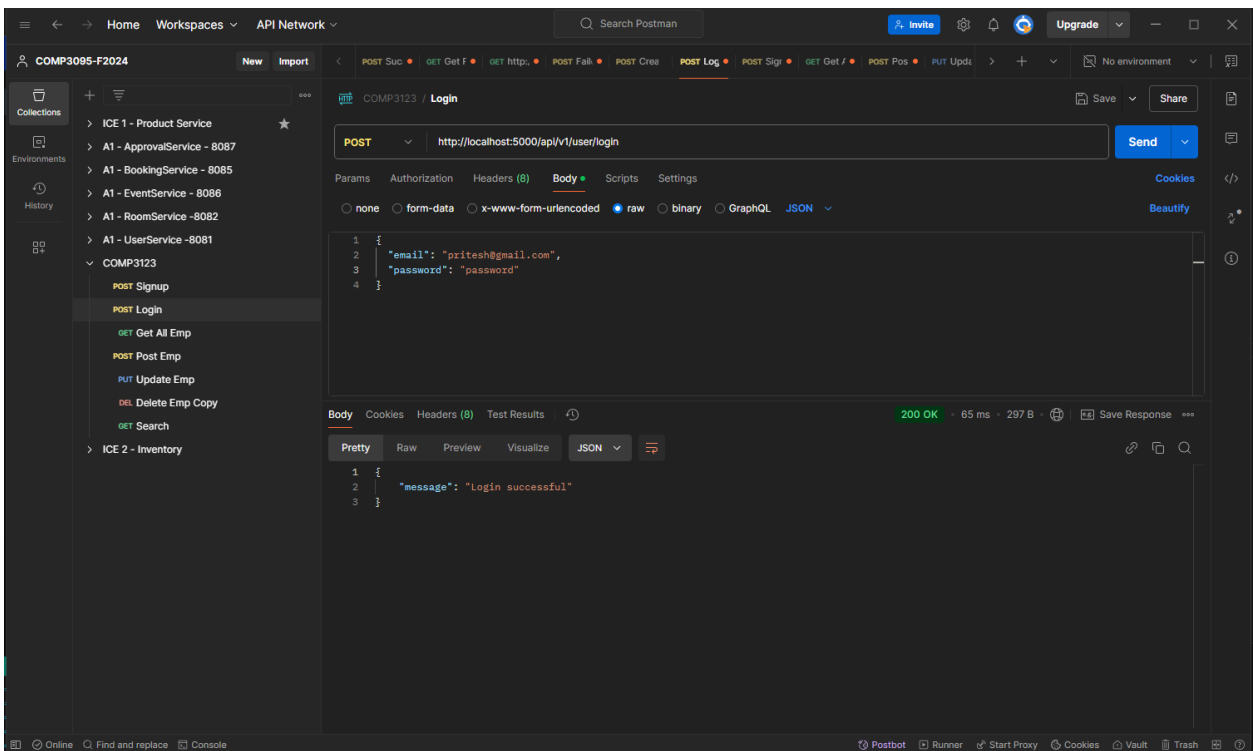 Home Workspaces API Network Search Postman Invite Upgrade
COMP3095-F2024 New Import POST Suc GET Get F GET http:, POST Fail POST Crea POST Log POST Sigr GET Get A POST Pos PUT Upda No environment
Collections
Environments
History
ICE 1 - Product Service
A1 - ApprovalService - 8087
A1 - BookingService - 8085
A1 - EventService - 8086
A1 - RoomService -8082
A1 - UserService -8081
COMP3123
POST Signup
POST Login
GET Get All Emp
POST Post Emp
PUT Update Emp
DEL Delete Emp Copy
GET Search
ICE 2 - Inventory
HTTP COMP3123 / Login Save Share
POST http://localhost:5000/api/v1/user/login Send
Params Authorization Headers (8) Body Scripts Settings Cookies
none form-data x-www-form-urlencoded raw binary GraphQL JSON Beautify
1 {
2 "email": "pritesh@gmail.com",
3 "password": "password"
4 }
Body Cookies Headers (8) Test Results 200 OK 65 ms 297 B e.g. Save Response
Pretty Raw Preview Visualize JSON
1 {
2 "message": "Login successful"
3 }
Online Find and replace Console Postbot Runner Start Proxy Cookies Vault Trash